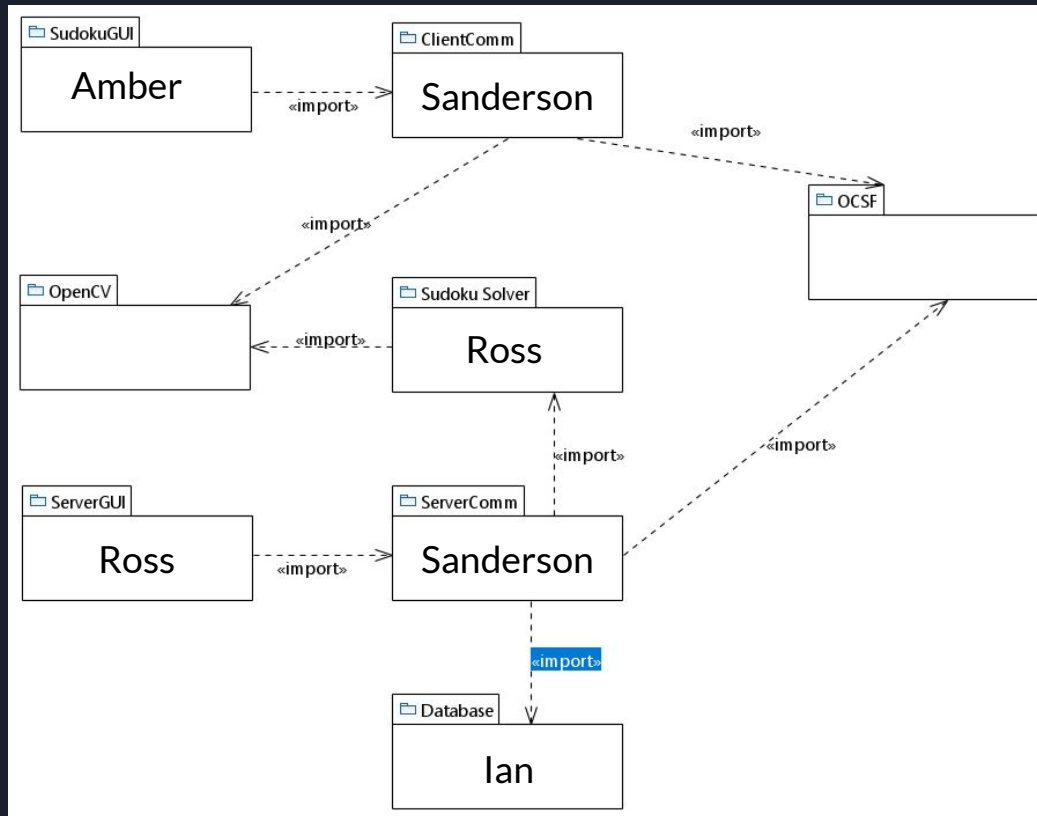 SudokuGUI
Amber
«import»
ClientComm
Sanderson
«import»
OCSF
«import»
OpenCV
«import»
Sudoku Solver
Ross
«import»
«import»
ServerGUI
Ross
«import»
ServerComm
Sanderson
«import»
Database
Ian